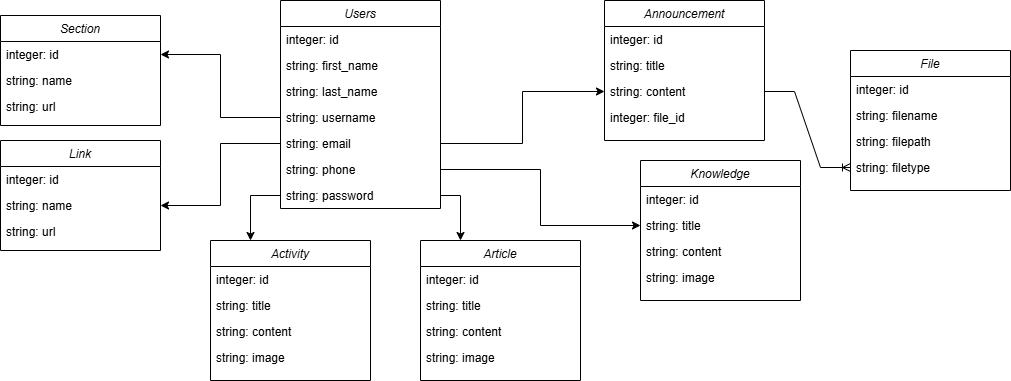 Section
integer: id
string: name
string: url
Link
integer: id
string: name
string: url
Users
integer: id
string: first_name
string: last_name
string: username
string: email
string: phone
string: password
Activity
integer: id
string: title
string: content
string: image
Article
integer: id
string: title
string: content
string: image
Announcement
integer: id
string: title
string: content
integer: file_id
Knowledge
integer: id
string: title
string: content
string: image
File
integer: id
string: filename
string: filepath
string: filetype